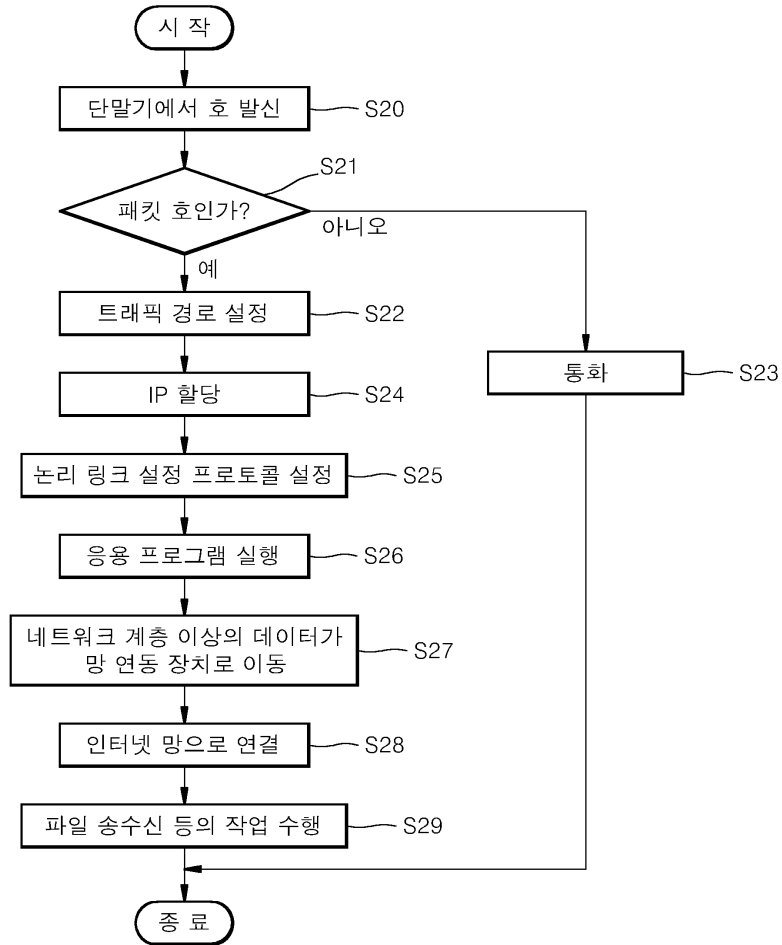 시 작
단말기에서 호 발신
S20
S21
패킷 호인가?
아니오
예
트래픽 경로 설정
S22
통화
S23
IP 할당
S24
논리 링크 설정 프로토콜 설정
S25
응용 프로그램 실행
S26
네트워크 계층 이상의 데이터가
망 연동 장치로 이동
S27
인터넷 망으로 연결
S28
파일 송수신 등의 작업 수행
S29
종 료